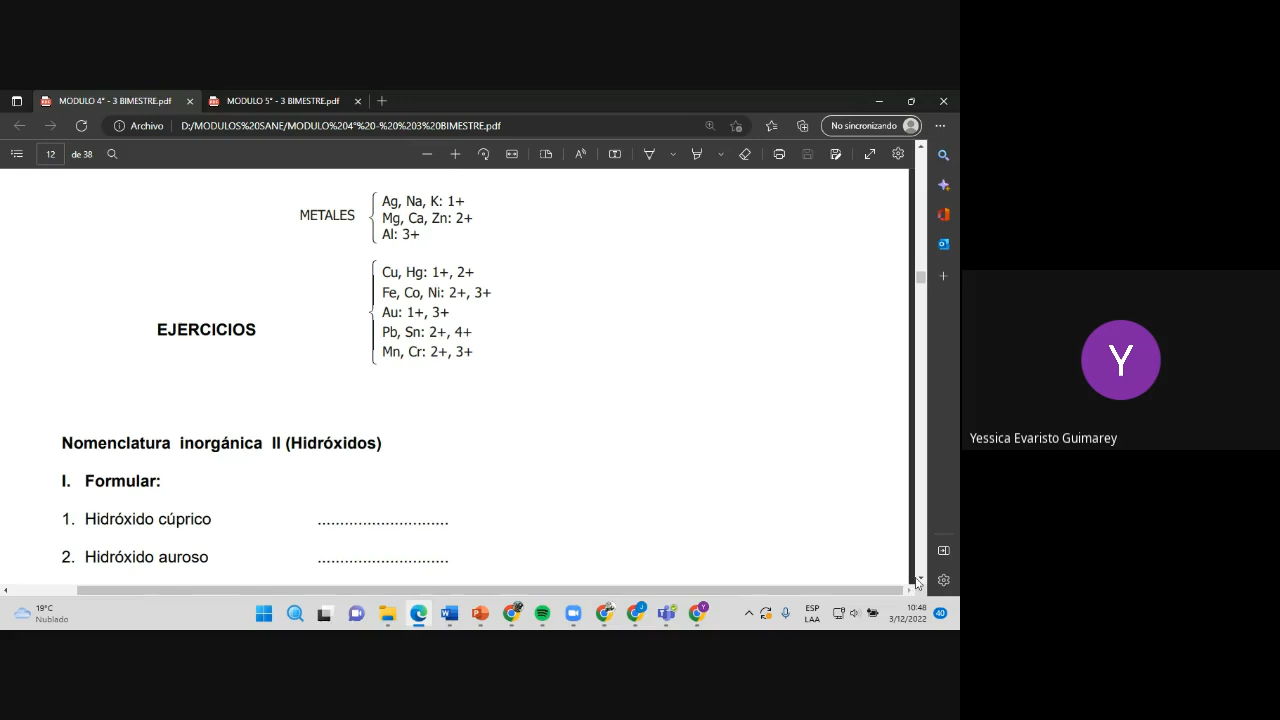 MODULO 4° - 3 BIMESTRE.pdf
MODULO 5° - 3 BIMESTRE.pdf
Archivo
D:/MODULOS%20SANE/MODULO%204°%20-%20%203%20BIMESTRE.pdf
No sincronizando
12 de 38
METALES
Ag, Na, K: 1+
Mg, Ca, Zn: 2+
Al: 3+
Cu, Hg: 1+, 2+
Fe, Co, Ni: 2+, 3+
Au: 1+, 3+
Pb, Sn: 2+, 4+
Mn, Cr: 2+, 3+
EJERCICIOS
Nomenclatura inorgánica II (Hidróxidos)
I. Formular:
1. Hidróxido cúprico ............................
2. Hidróxido auroso ............................
Y
Yessica Evaristo Guimarey
19°C
Nublado
ESP
LAA
10:48
3/12/2022
40